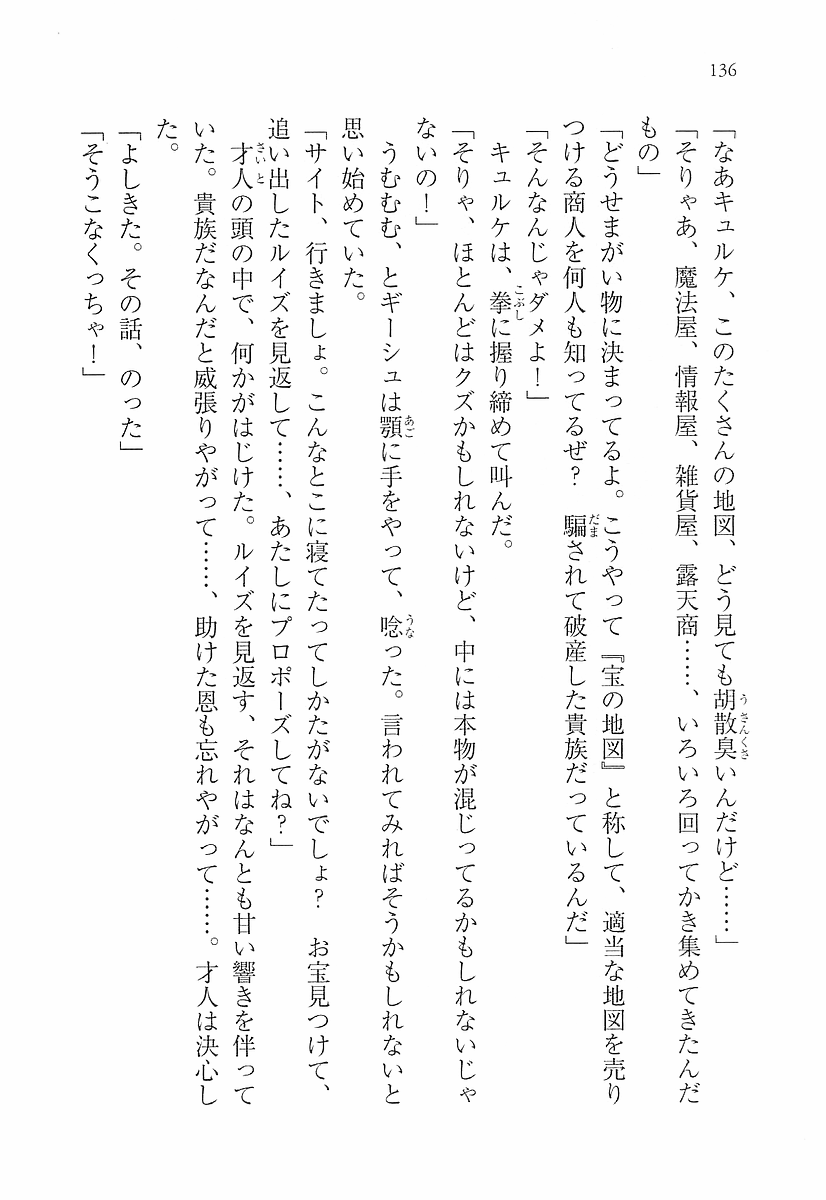 136
「なあキュルケ、このたくさんの地図、どう見ても胡散臭いんだけど……」
「そりゃあ、魔法屋、情報屋、雑貨屋、露天商……、いろいろ回ってかき集めてきたんだ
もの」
「どうせまがい物に決まってるよ。こうやって『宝の地図』と称して、適当な地図を売り
つける商人を何人も知ってるぜ？　騙されて破産した貴族だっているんだ」
「そんなんじゃダメよ！」
　キュルケは、拳に握り締めて叫んだ。
「そりゃ、ほとんどはクズかもしれないけど、中には本物が混じってるかもしれないじゃ
ないの！」
　うむむむ、とギーシュは顎に手をやって、唸った。言われてみればそうかもしれないと
思い始めていた。
「サイト、行きましょ。こんなとこに寝てたってしかたがないでしょ？　お宝見つけて、
追い出したルイズを見返して……、あたしにプロポーズしてね？」
　才人の頭の中で、何かがはじけた。ルイズを見返す、それはなんとも甘い響きを伴って
いた。貴族だなんだと威張りやがって……、助けた恩も忘れやがって……。才人は決心し
た。
「よしきた。その話、のった」
「そうこなくっちゃ！」